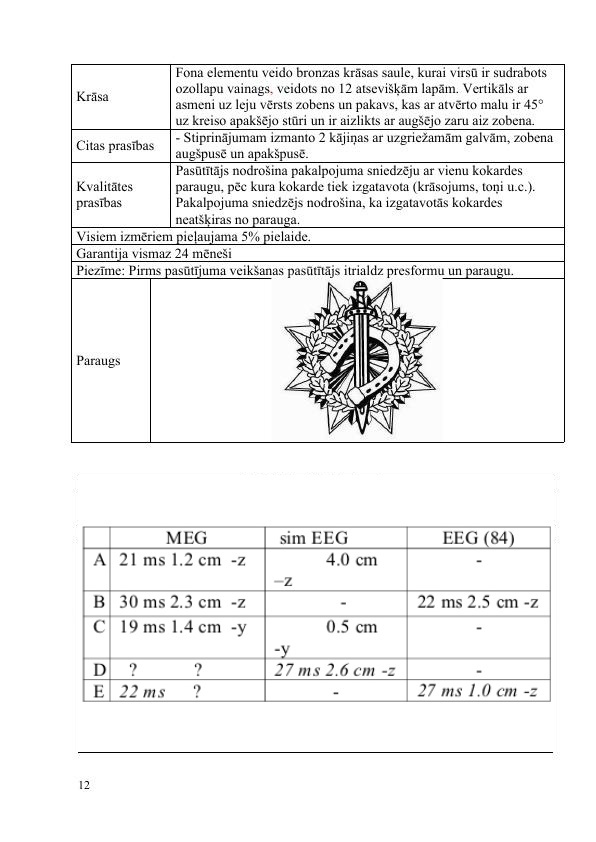 Krāsa
Fona elementu veido bronzas krāsas saule, kurai virsū ir sudrabots
ozollapu vainags, veidots no 12 atsevišķām lapām. Vertikāls ar
asmeni uz leju vērsts zobens un pakavs, kas ar atvērto malu ir 45°
uz kreiso apakšējo stūri un ir aizlikts ar augšējo zaru aiz zobena.
Citas prasības
- Stiprinājumam izmanto 2 kājiņas ar uzgriežamām galvām, zobena
augšpusē un apakšpusē.
Kvalitātes
prasības
Pasūtītājs nodrošina pakalpojuma sniedzēju ar vienu kokardes
paraugu, pēc kura kokarde tiek izgatavota (krāsojums, toņi u.c.).
Pakalpojuma sniedzējs nodrošina, ka izgatavotās kokardes
neatšķiras no parauga.
Visiem izmēriem pieļaujama 5% pielaide.
Garantija vismaz 24 mēneši
Piezīme: Pirms pasūtījuma veikšanas pasūtītājs itrialdz presformu un paraugu.
Paraugs
MEG sim EEG EEG (84)
A 21 ms 1.2 cm -z 4.0 cm -
–z
B 30 ms 2.3 cm -z - 22 ms 2.5 cm -z
C 19 ms 1.4 cm -y 0.5 cm -
-y
D ? ? 27 ms 2.6 cm -z -
E 22 ms ? - 27 ms 1.0 cm -z
12